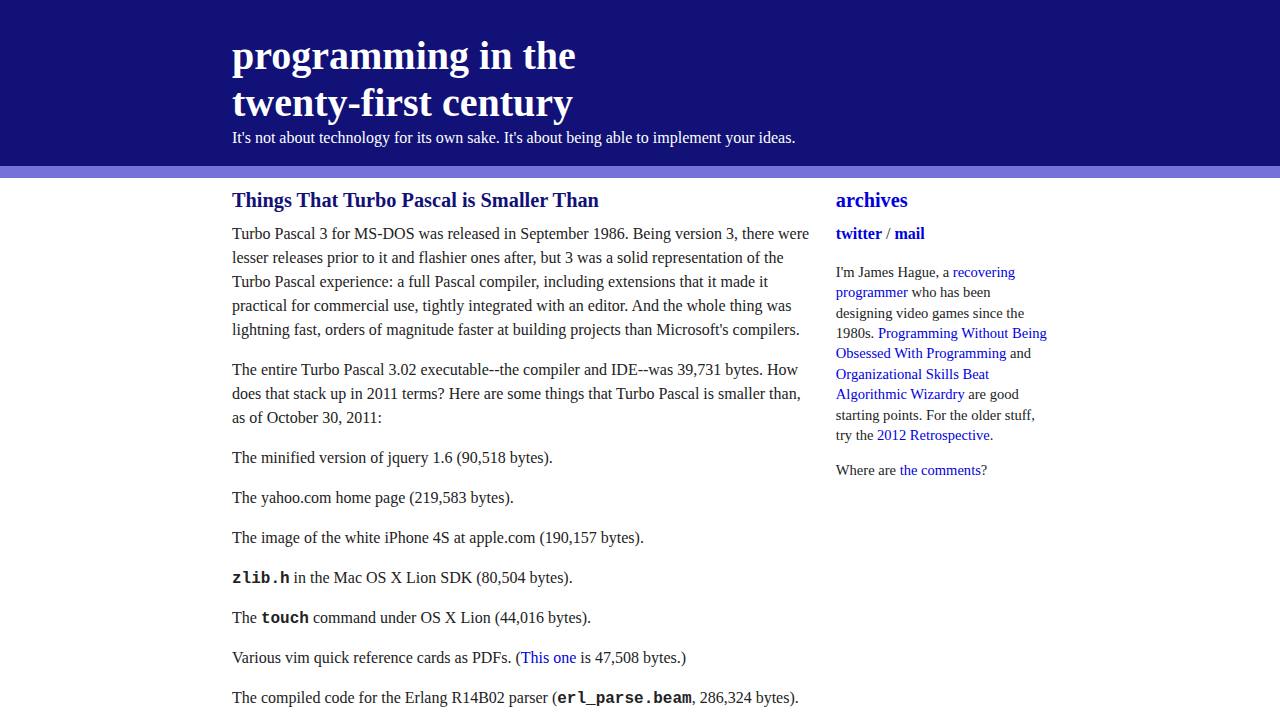 programming in the
twenty-first century
It's not about technology for its own sake. It's about being able to implement your ideas.
Things That Turbo Pascal is Smaller Than
Turbo Pascal 3 for MS-DOS was released in September 1986. Being version 3, there were
lesser releases prior to it and flashier ones after, but 3 was a solid representation of the
Turbo Pascal experience: a full Pascal compiler, including extensions that it made it
practical for commercial use, tightly integrated with an editor. And the whole thing was
lightning fast, orders of magnitude faster at building projects than Microsoft's compilers.
The entire Turbo Pascal 3.02 executable--the compiler and IDE--was 39,731 bytes. How
does that stack up in 2011 terms? Here are some things that Turbo Pascal is smaller than,
as of October 30, 2011:
The minified version of jquery 1.6 (90,518 bytes).
The yahoo.com home page (219,583 bytes).
The image of the white iPhone 4S at apple.com (190,157 bytes).
zlib.h in the Mac OS X Lion SDK (80,504 bytes).
The touch command under OS X Lion (44,016 bytes).
Various vim quick reference cards as PDFs. (This one is 47,508 bytes.)
The compiled code for the Erlang R14B02 parser (erl_parse.beam, 286,324 bytes).
archives
twitter / mail
I'm James Hague, a recovering
programmer who has been
designing video games since the
1980s. Programming Without Being
Obsessed With Programming and
Organizational Skills Beat
Algorithmic Wizardry are good
starting points. For the older stuff,
try the 2012 Retrospective.
Where are the comments?